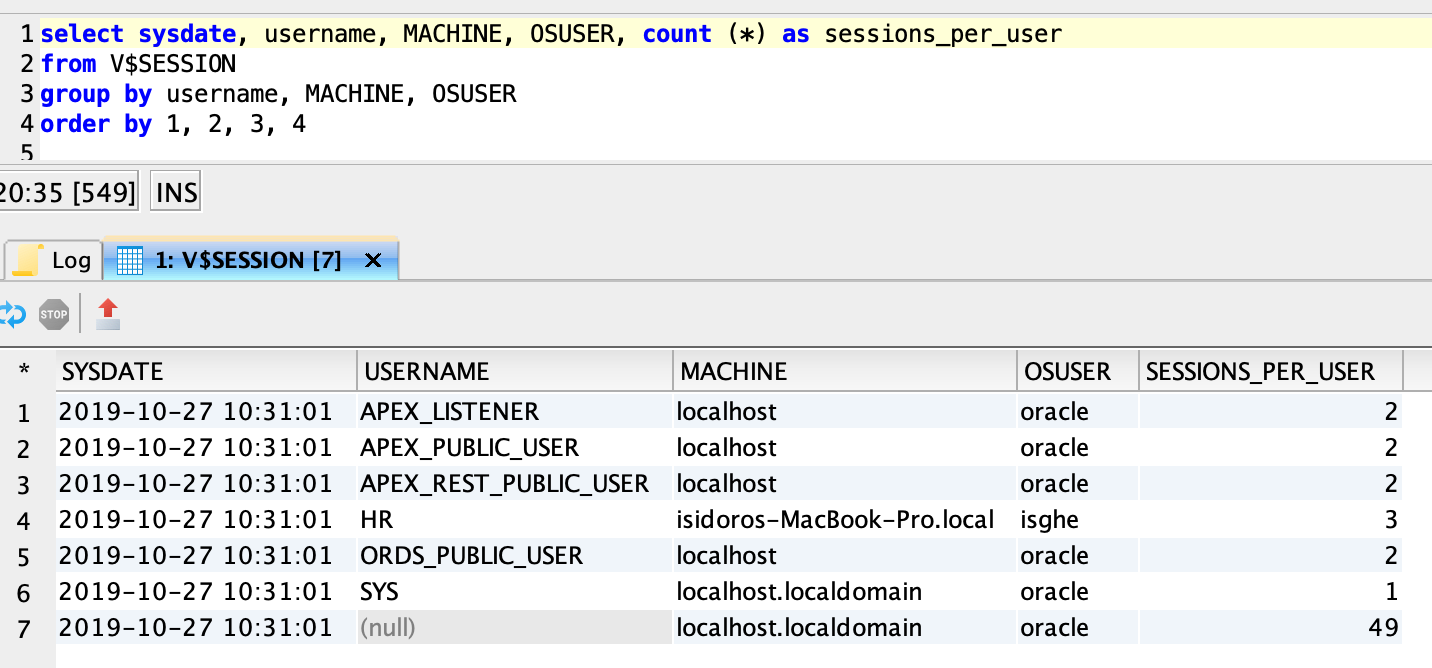 1 select sysdate, username, MACHINE, OSUSER, count (*) as sessions_per_user
2 from V$SESSION
3 group by username, MACHINE, OSUSER
4 order by 1, 2, 3, 4
5
20:35 [549] INS
Log 1: V$SESSION [7] ×
STOP
* SYSDATE USERNAME MACHINE OSUSER SESSIONS_PER_USER
1 2019-10-27 10:31:01 APEX_LISTENER localhost oracle 2
2 2019-10-27 10:31:01 APEX_PUBLIC_USER localhost oracle 2
3 2019-10-27 10:31:01 APEX_REST_PUBLIC_USER localhost oracle 2
4 2019-10-27 10:31:01 HR isidoros-MacBook-Pro.local isghe 3
5 2019-10-27 10:31:01 ORDS_PUBLIC_USER localhost oracle 2
6 2019-10-27 10:31:01 SYS localhost.localdomain oracle 1
7 2019-10-27 10:31:01 (null) localhost.localdomain oracle 49